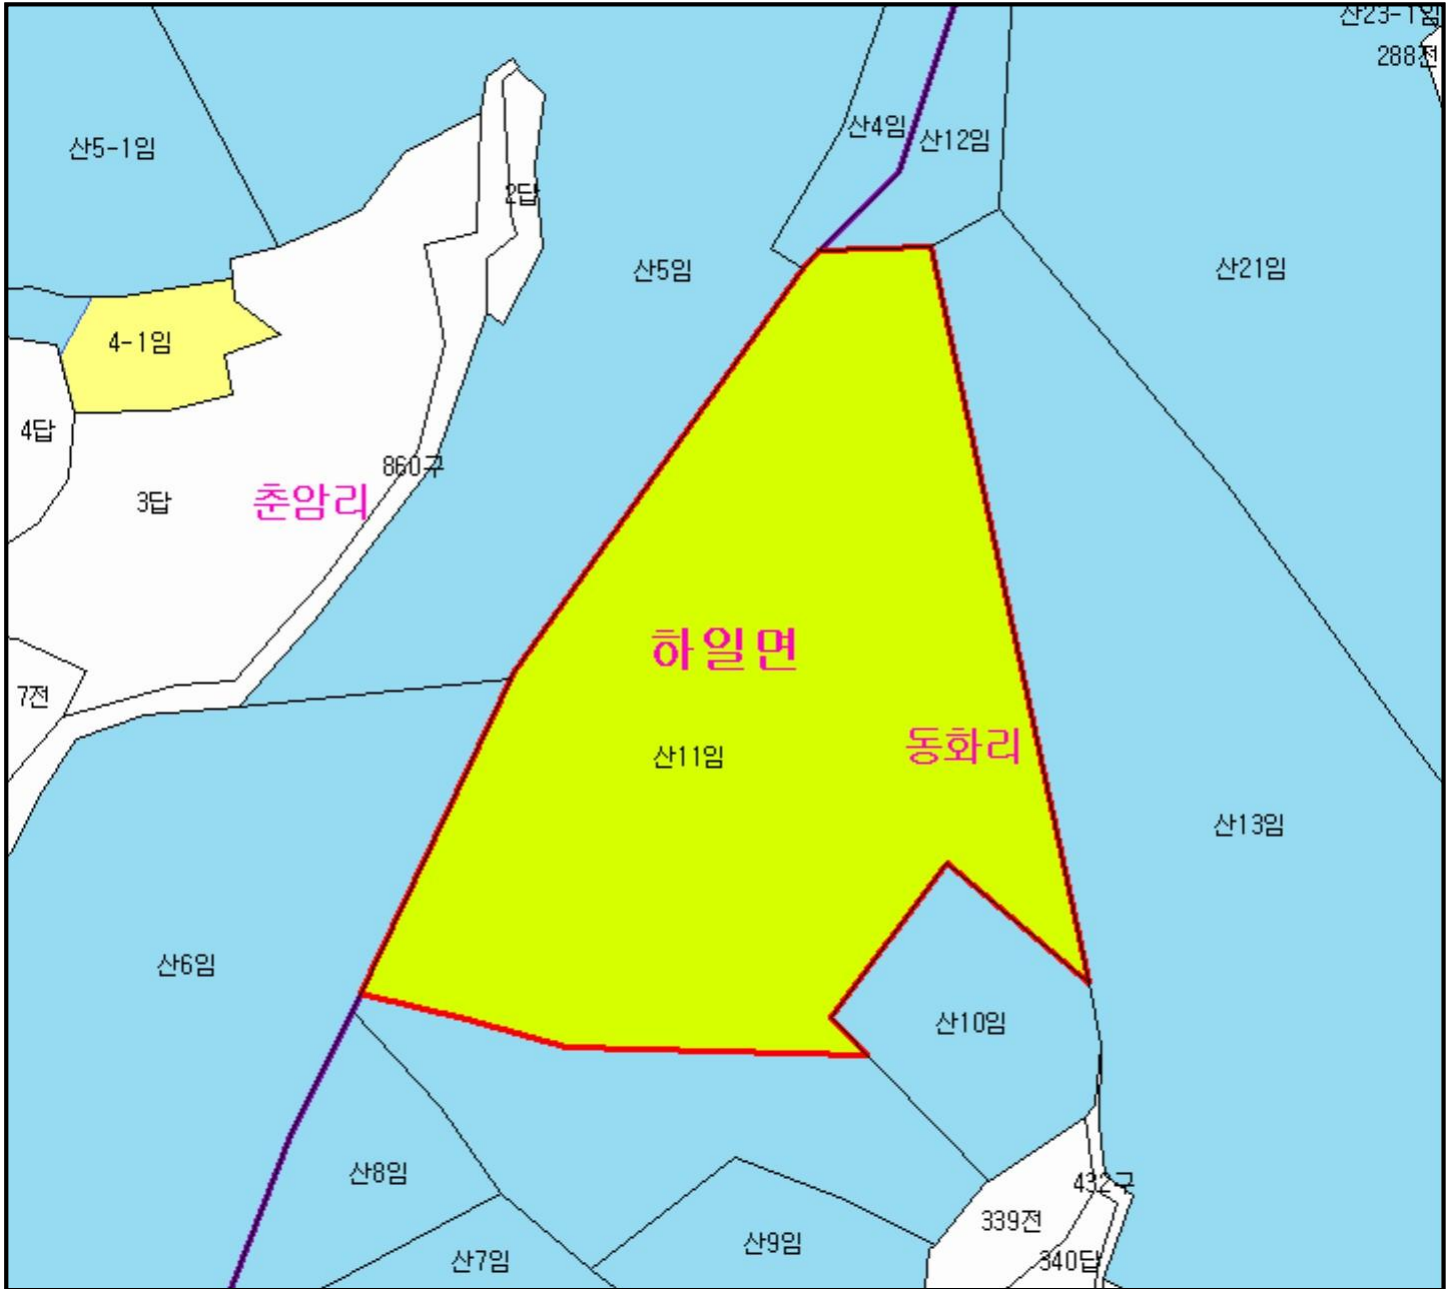 산23-1임
288전
산4임
산12임
산5-1임
2답
산5임
산21임
4-1임
4답
860구
3답
춘암리
하일면
7전
동화리
산11임
산13임
산6임
산10임
산8임
432구
339전
산9임
산7임
340답